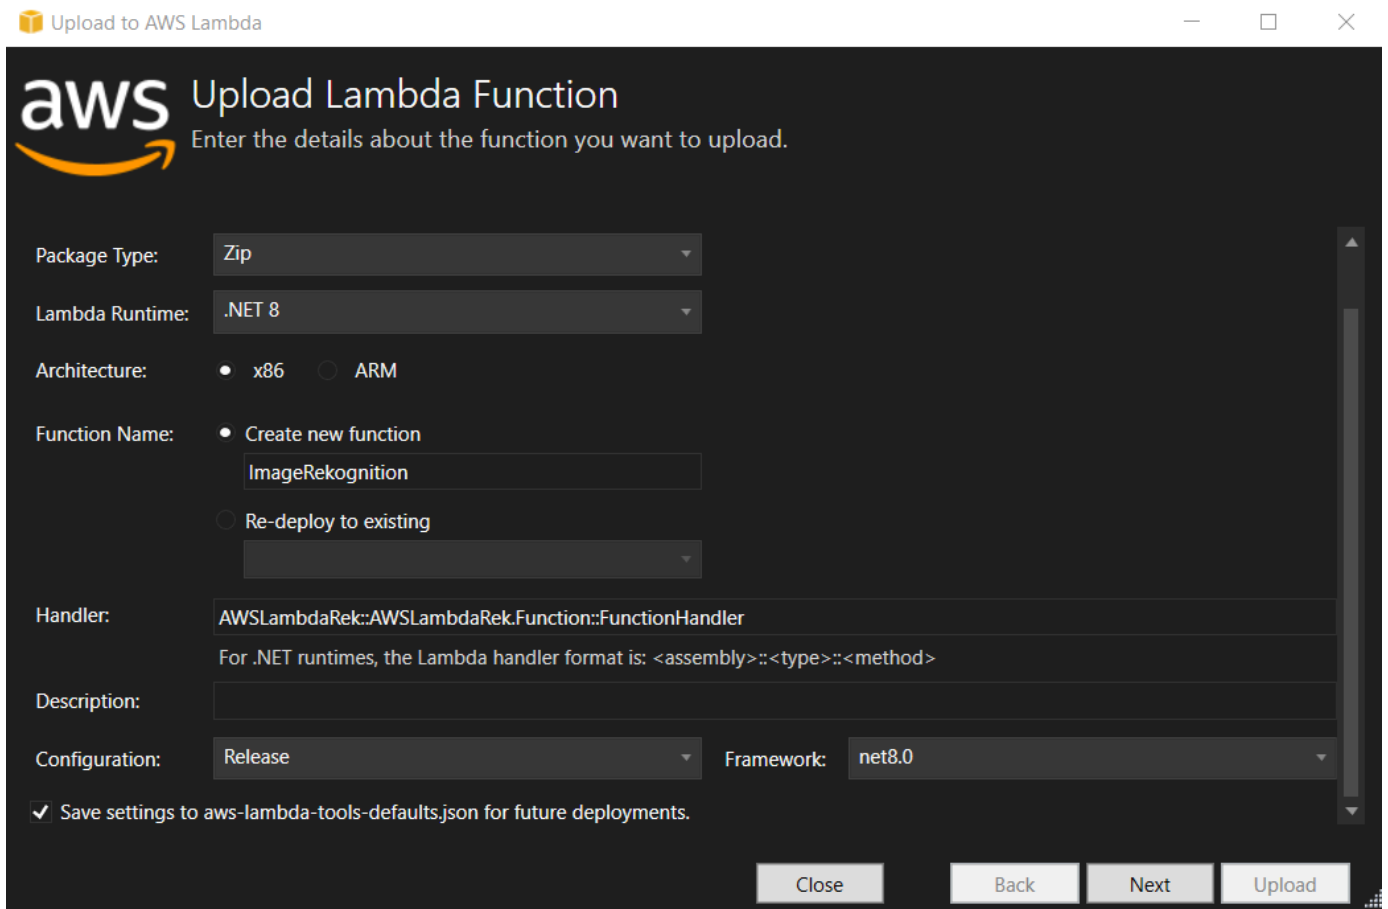 Upload to AWS Lambda
aws
Upload Lambda Function
Enter the details about the function you want to upload.
Package Type: Zip
Lambda Runtime: .NET 8
Architecture: x86 ARM
Function Name: Create new function
ImageRekognition
Re-deploy to existing
Handler: AWSLambdaRek::AWSLambdaRek.Function::FunctionHandler
For .NET runtimes, the Lambda handler format is: <assembly>::<type>::<method>
Description:
Configuration: Release Framework: net8.0
Save settings to aws-lambda-tools-defaults.json for future deployments.
Close Back Next Upload